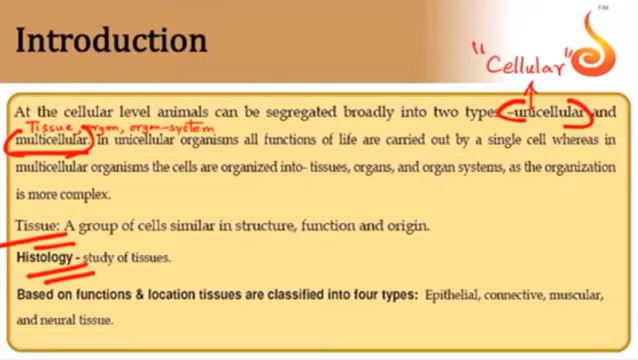 Introduction
TM
"Cellular"
At the cellular level animals can be segregated broadly into two types –unicellular and
Tissue, organ, organ-system
multicellular. In unicellular organisms all functions of life are carried out by a single cell whereas in
multicellular organisms the cells are organized into- tissues, organs, and organ systems, as the organization
is more complex.
Tissue: A group of cells similar in structure, function and origin.
Histology - study of tissues.
Based on functions & location tissues are classified into four types: Epithelial, connective, muscular,
and neural tissue.